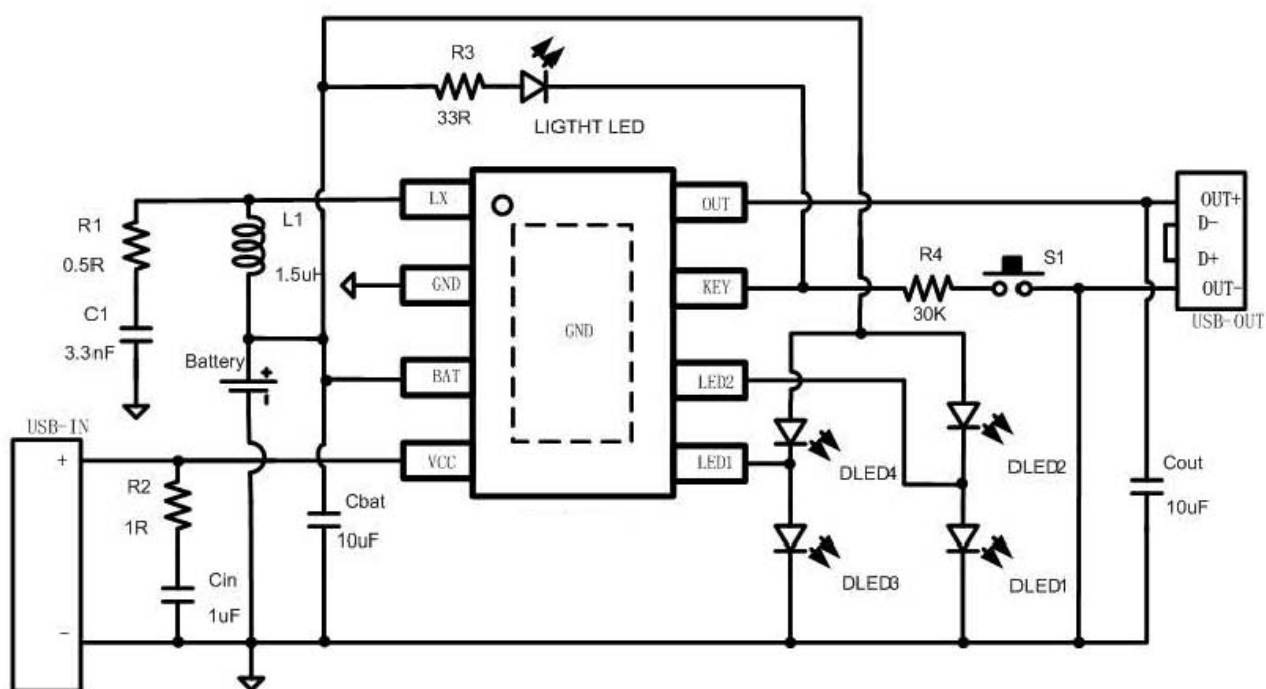 R3
33R
LIGTHT LED
LX
OUT
OUT+
R1
0.5R
L1
1.5uH
D-
D+
R4
S1
GND
KEY
OUT-
30K
USB-OUT
C1
3.3nF
GND
Battery
+
-
BAT
LED2
USB-IN
+
VCC
LED1
DLED4
DLED2
R2
1R
Cbat
10uF
Cout
10uF
Cin
1uF
DLED3
DLED1
-